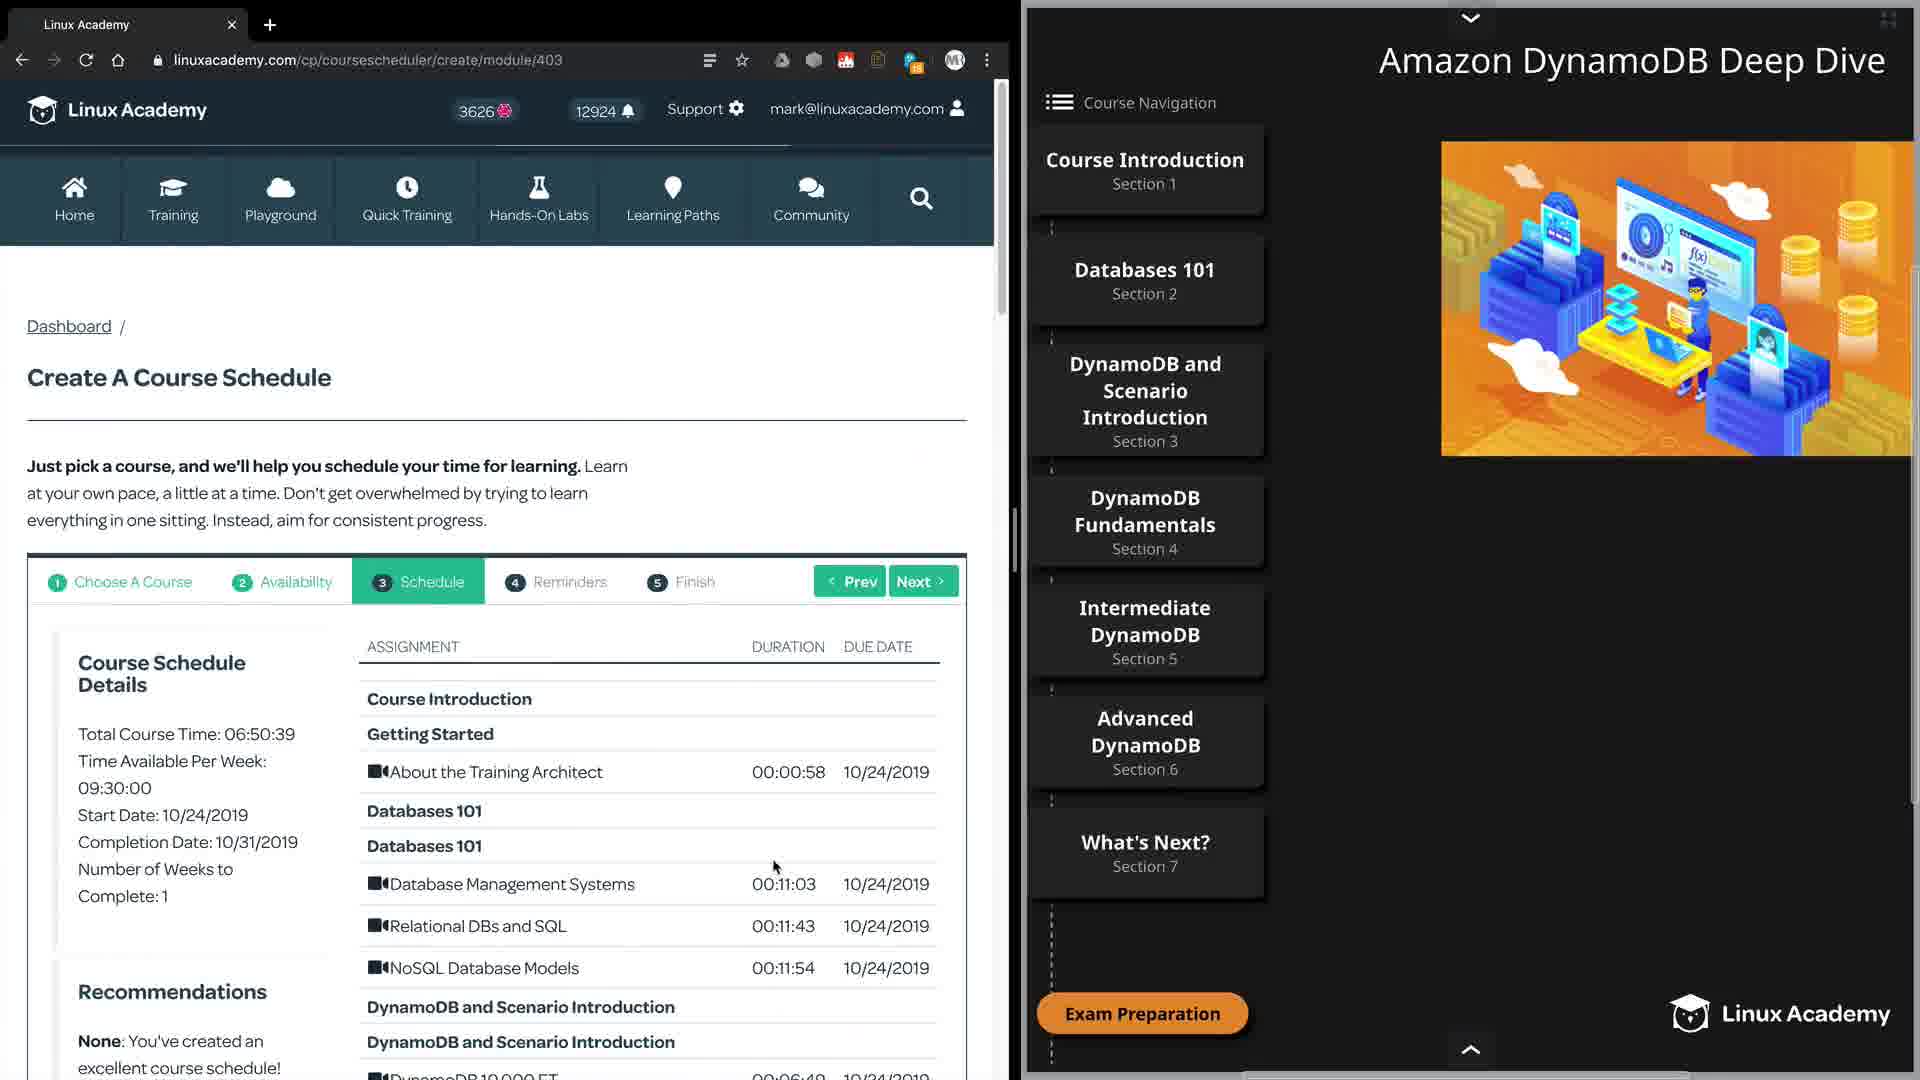 Linux Academy
linuxacademy.com/cp/coursescheduler/create/module/403
Linux Academy
3626
12924
Support
mark@linuxacademy.com
Home
Training
Playground
Quick Training
Hands-On Labs
Learning Paths
Community
Dashboard /
Create A Course Schedule
Just pick a course, and we'll help you schedule your time for learning. Learn
at your own pace, a little at a time. Don't get overwhelmed by trying to learn
everything in one sitting. Instead, aim for consistent progress.
1 Choose A Course
2 Availability
3 Schedule
4 Reminders
5 Finish
Prev
Next
Course Schedule
Details
Total Course Time: 06:50:39
Time Available Per Week:
09:30:00
Start Date: 10/24/2019
Completion Date: 10/31/2019
Number of Weeks to
Complete: 1
Recommendations
None: You've created an
excellent course schedule!
ASSIGNMENT DURATION DUE DATE
Course Introduction
Getting Started
About the Training Architect 00:00:58 10/24/2019
Databases 101
Databases 101
Database Management Systems 00:11:03 10/24/2019
Relational DBs and SQL 00:11:43 10/24/2019
NoSQL Database Models 00:11:54 10/24/2019
DynamoDB and Scenario Introduction
DynamoDB and Scenario Introduction
DynamoDB 10,000 FT 00:06:49 10/24/2019
Amazon DynamoDB Deep Dive
Course Navigation
Course Introduction
Section 1
Databases 101
Section 2
DynamoDB and
Scenario
Introduction
Section 3
DynamoDB
Fundamentals
Section 4
Intermediate
DynamoDB
Section 5
Advanced
DynamoDB
Section 6
What's Next?
Section 7
Exam Preparation
f(x)
Linux Academy